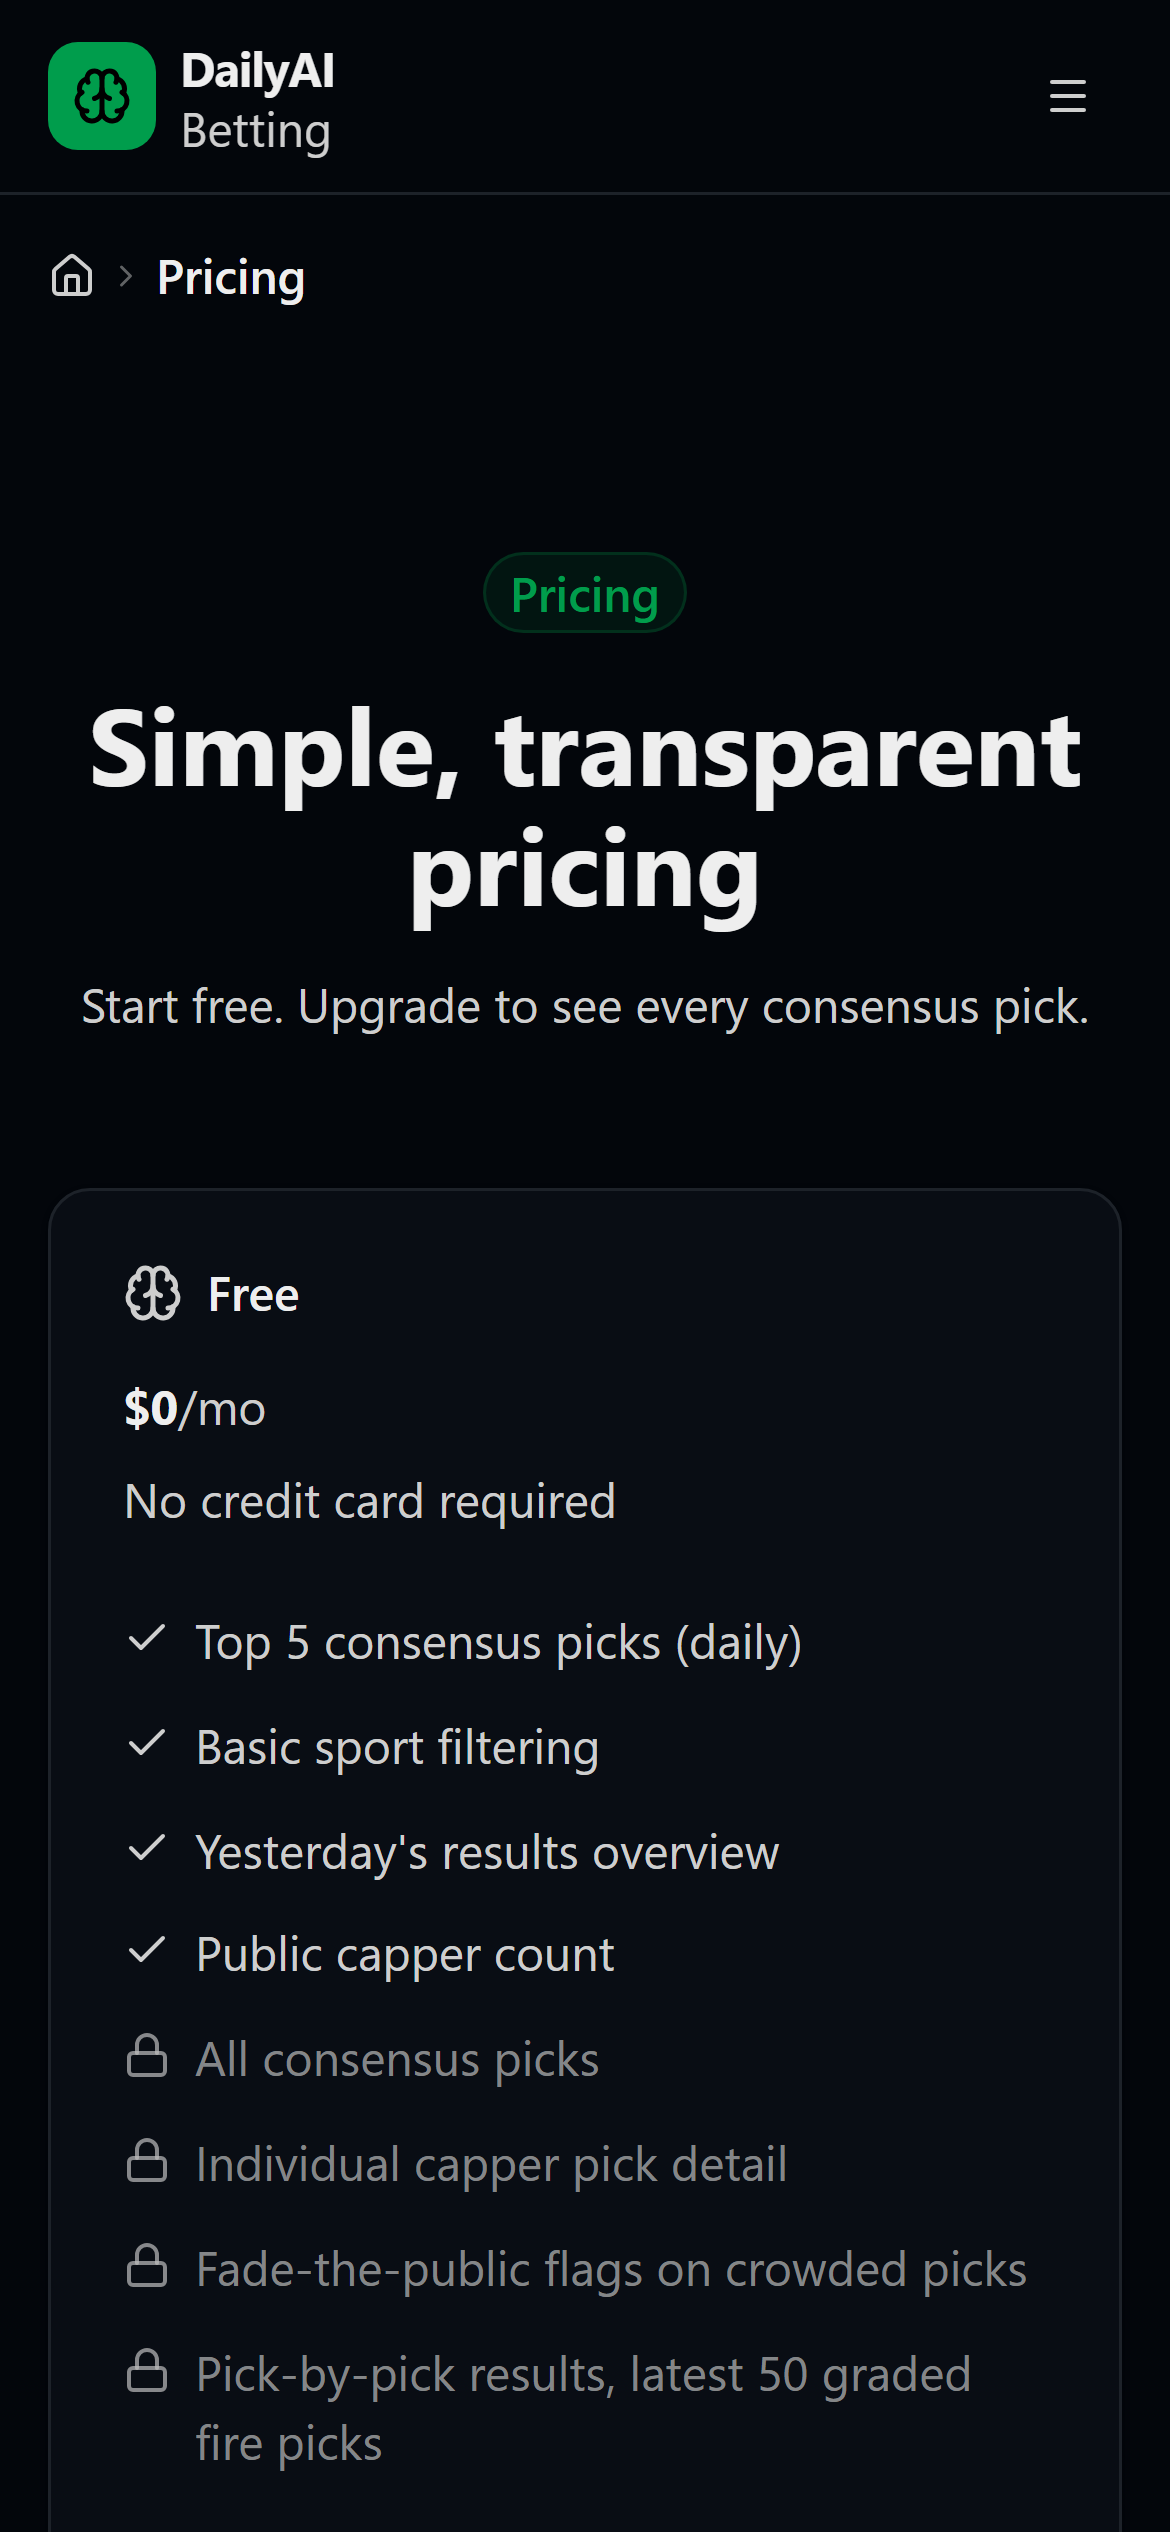 DailyAI
Betting
Pricing
Pricing
Simple, transparent
pricing
Start free. Upgrade to see every consensus pick.
Free
$0/mo
No credit card required
Top 5 consensus picks (daily)
Basic sport filtering
Yesterday's results overview
Public capper count
All consensus picks
Individual capper pick detail
Fade-the-public flags on crowded picks
Pick-by-pick results, latest 50 graded
fire picks